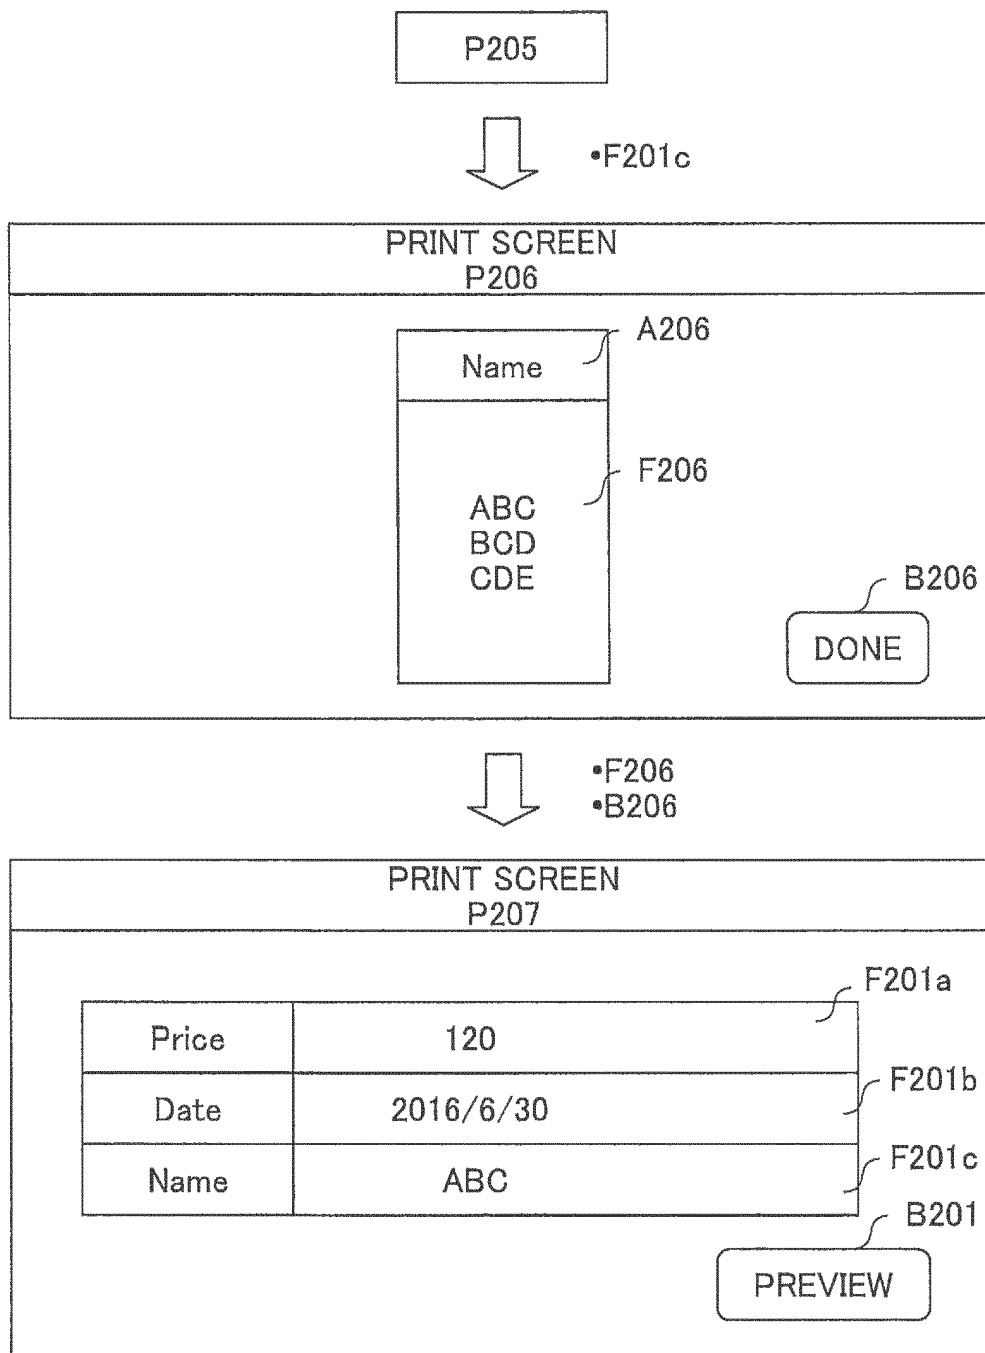 P205
•F201c
PRINT SCREEN
P206
A206
Name
F206
ABC
BCD
CDE
B206
DONE
•F206
•B206
PRINT SCREEN
P207
F201a
Price 120
F201b
Date 2016/6/30
F201c
Name ABC
B201
PREVIEW